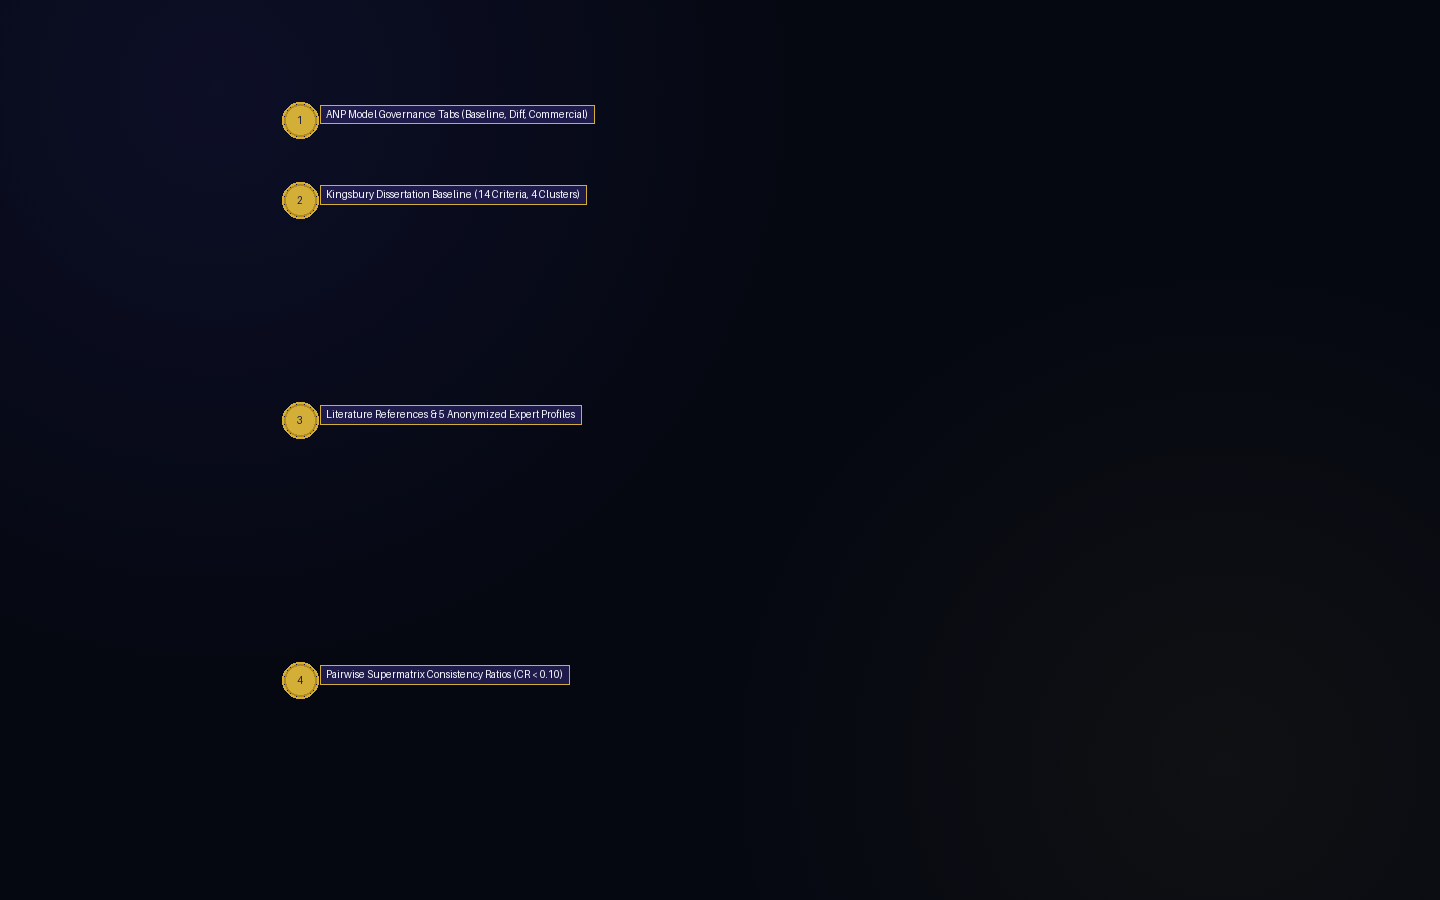 1 ANP Model Governance Tabs (Baseline, Diff, Commercial)
2 Kingsbury Dissertation Baseline (14 Criteria, 4 Clusters)
3 Literature References & 5 Anonymized Expert Profiles
4 Pairwise Supermatrix Consistency Ratios (CR < 0.10)